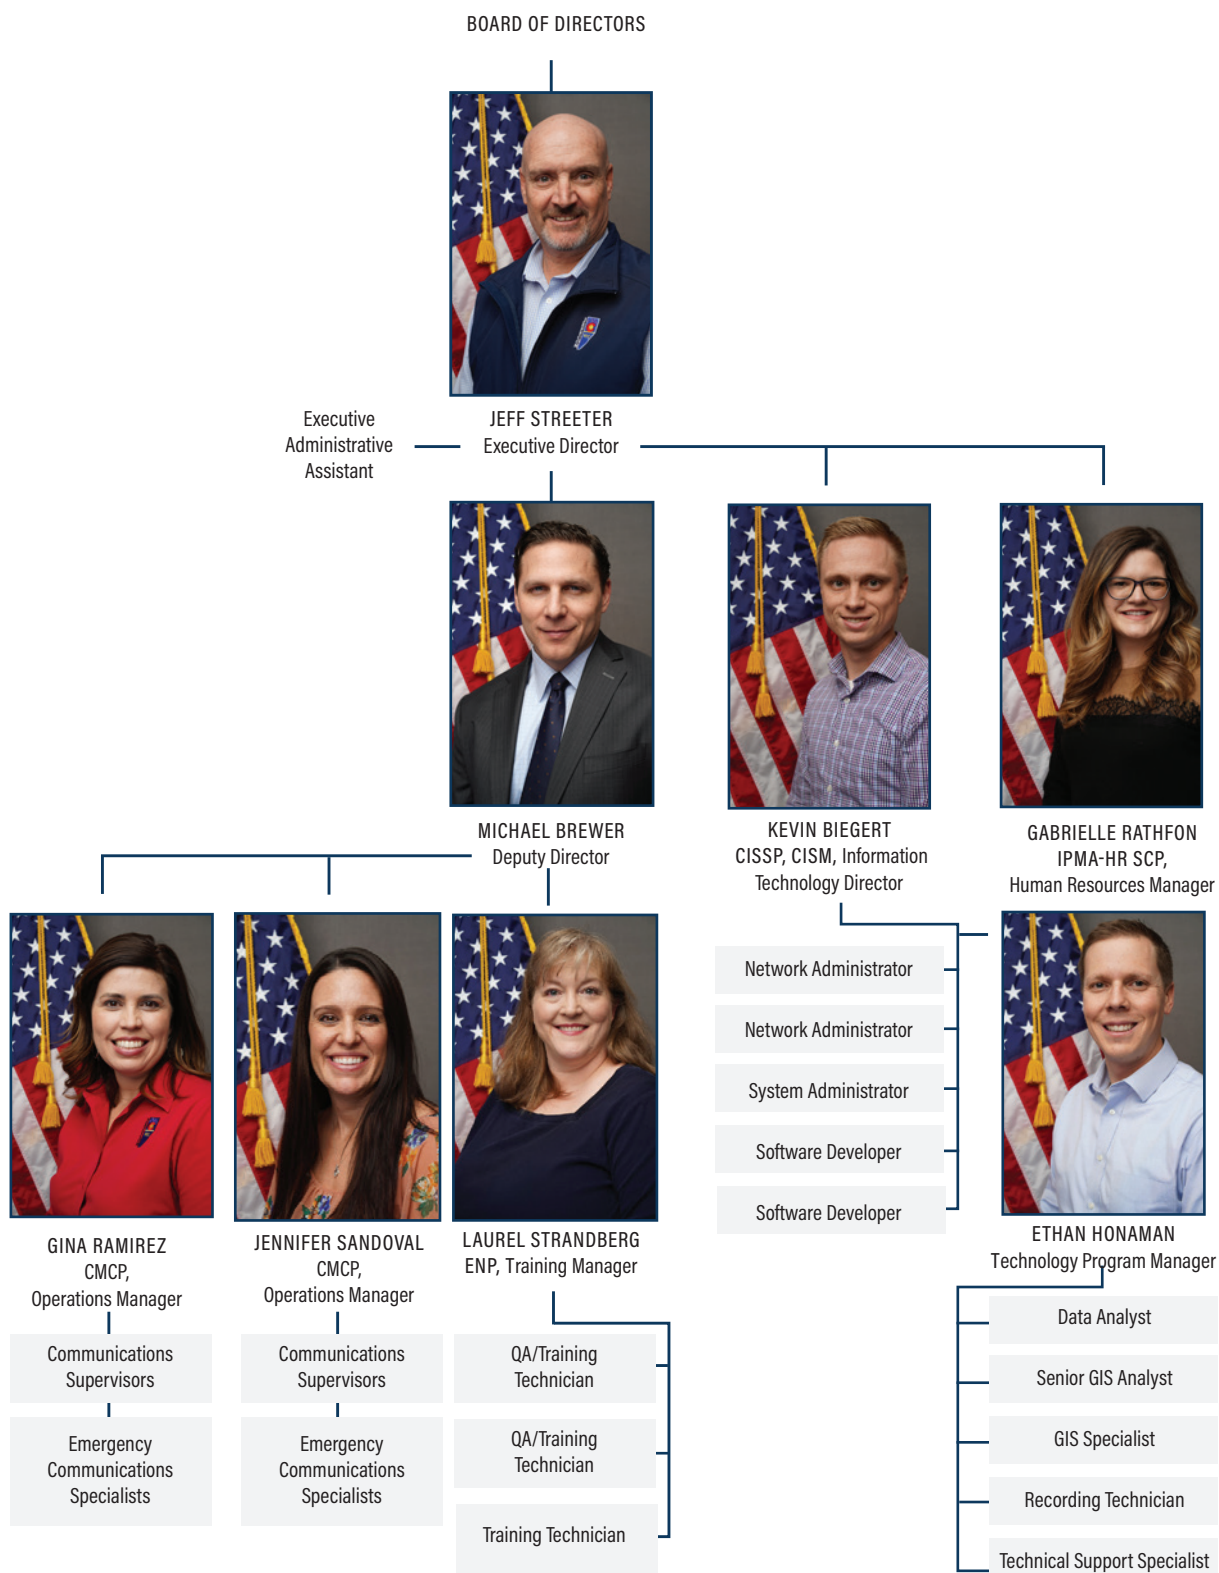 BOARD OF DIRECTORS
Executive
Administrative
Assistant
JEFF STREETER
Executive Director
MICHAEL BREWER
Deputy Director
KEVIN BIEGERT
CISSP, CISM, Information
Technology Director
GABRIELLE RATHFON
IPMA-HR SCP,
Human Resources Manager
GINA RAMIREZ
CMCP,
Operations Manager
Communications
Supervisors
Emergency
Communications
Specialists
JENNIFER SANDOVAL
CMCP,
Operations Manager
Communications
Supervisors
Emergency
Communications
Specialists
LAUREL STRANDBERG
ENP, Training Manager
QA/Training
Technician
QA/Training
Technician
Training Technician
Network Administrator
Network Administrator
System Administrator
Software Developer
Software Developer
ETHAN HONAMAN
Technology Program Manager
Data Analyst
Senior GIS Analyst
GIS Specialist
Recording Technician
Technical Support Specialist